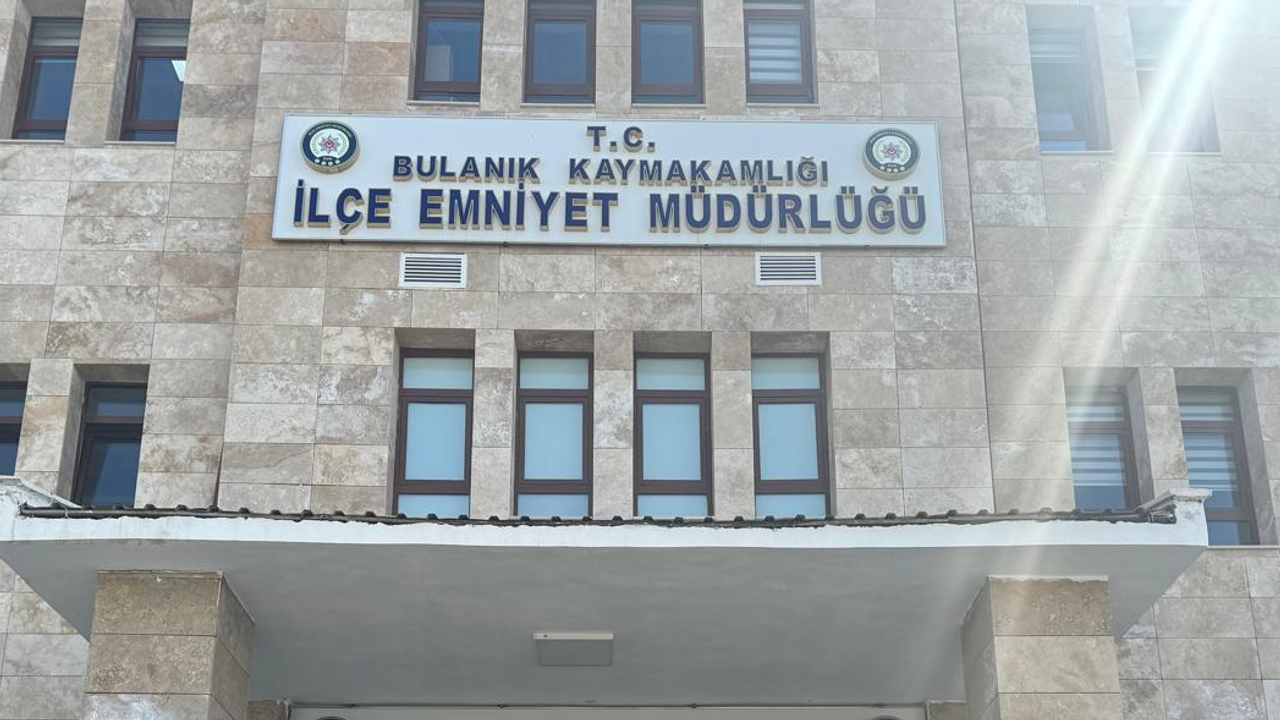 T.C.
BULANIK KAYMAKAMLIĞI
İLÇE EMNİYET MÜDÜRLÜĞÜ